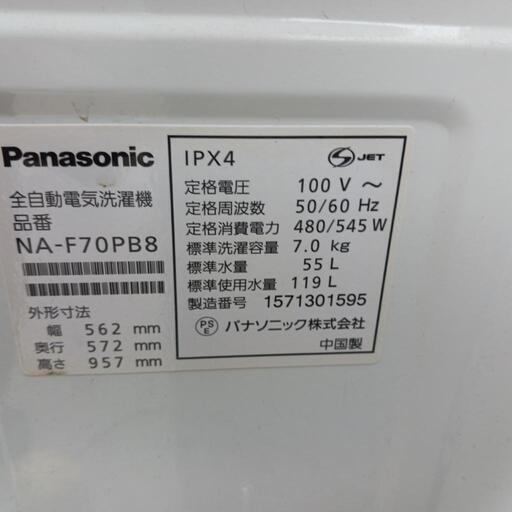 Panasonic
全自動電気洗濯機
品番
NA-F70PB8
外形寸法
幅 562 mm
奥行 572 mm
高さ 957 mm
IPX4
S JET
定格電圧 100 V ～
定格周波数 50/60 Hz
定格消費電力 480/545 W
標準洗濯容量 7.0 kg
標準水量 55 L
標準使用水量 119 L
製造番号 1571301595
PS E パナソニック株式会社
中国製